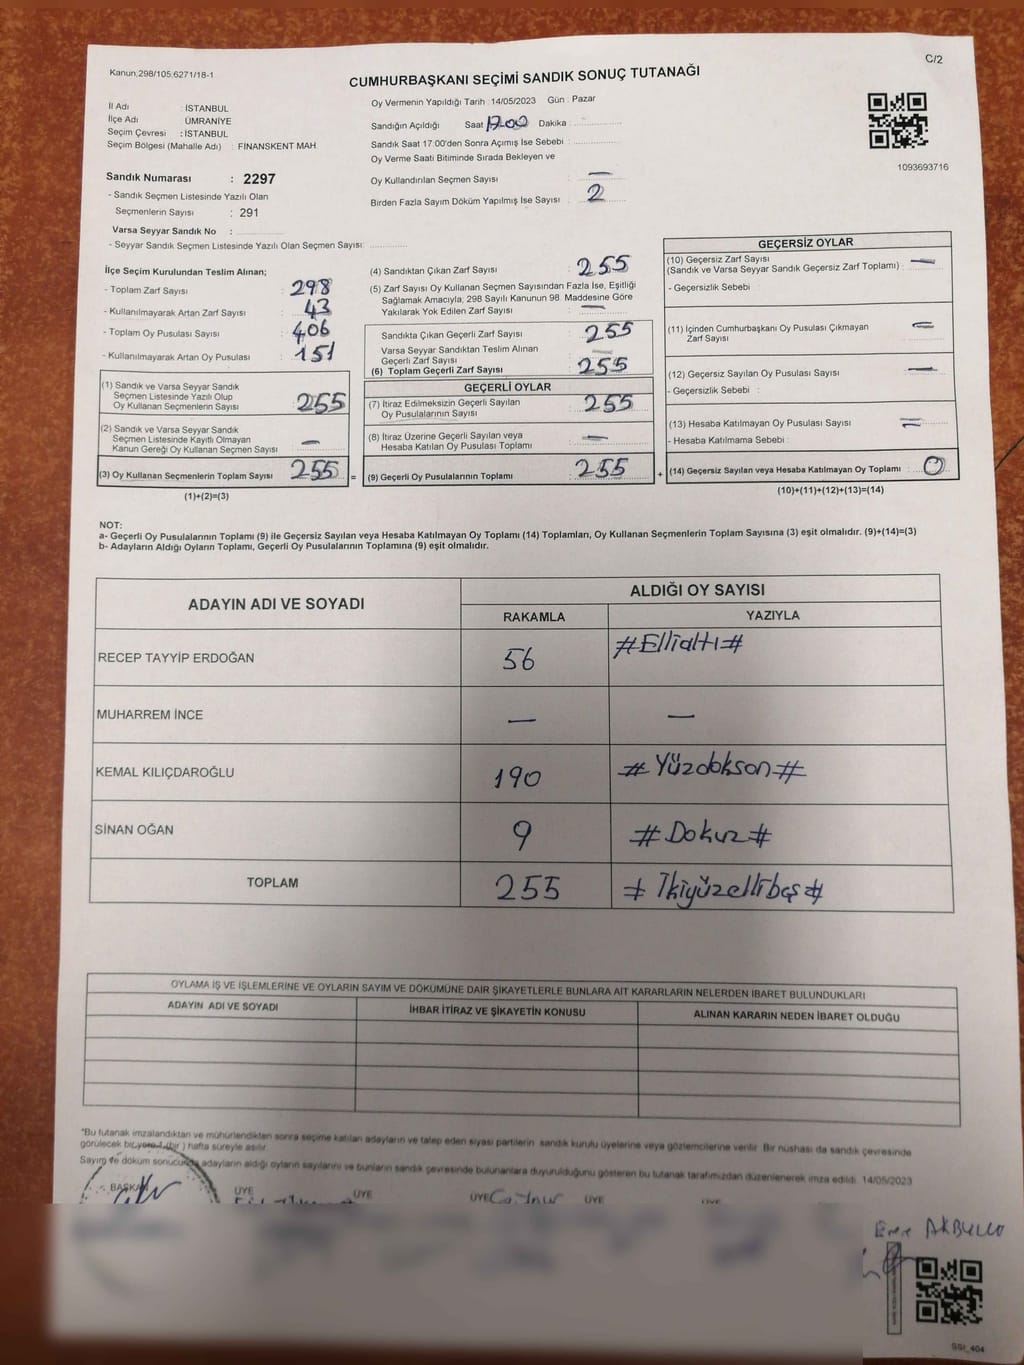 Kanun;298/105;6271/18-1
C/2
CUMHURBAŞKANI SEÇİMİ SANDIK SONUÇ TUTANAĞI
İl Adı : İSTANBUL
İlçe Adı : ÜMRANİYE
Seçim Çevresi : İSTANBUL
Seçim Bölgesi (Mahalle Adı) : FİNANSKENT MAH.
Oy Vermenin Yapıldığı Tarih : 14/05/2023 Gün : Pazar
Sandığın Açıldığı Saat 17:00 Dakika :
Sandık Saat 17:00'den Sonra Açımış İse Sebebi :
Oy Verme Saati Bitiminde Sırada Bekleyen ve
Oy Kullandırılan Seçmen Sayısı : —
Birden Fazla Sayım Döküm Yapılmış İse Sayısı : 2
1093693716
Sandık Numarası : 2297
- Sandık Seçmen Listesinde Yazılı Olan
Seçmenlerin Sayısı : 291
Varsa Seyyar Sandık No :
- Seyyar Sandık Seçmen Listesinde Yazılı Olan Seçmen Sayısı:
İlçe Seçim Kurulundan Teslim Alınan;
- Toplam Zarf Sayısı : 298
- Kullanılmayarak Artan Zarf Sayısı : 43
- Toplam Oy Pusulası Sayısı : 406
- Kullanılmayarak Artan Oy Pusulası : 151
(1) Sandık ve Varsa Seyyar Sandık
Seçmen Listesinde Yazılı Olup
Oy Kullanan Seçmenlerin Sayısı : 255
(2) Sandık ve Varsa Seyyar Sandık
Seçmen Listesinde Kayıtlı Olmayan
Kanun Gereği Oy Kullanan Seçmen Sayısı : —
(3) Oy Kullanan Seçmenlerin Toplam Sayısı : 255 =
(1)+(2)=(3)
(4) Sandıktan Çıkan Zarf Sayısı : 255
(5) Zarf Sayısı Oy Kullanan Seçmen Sayısından Fazla İse, Eşitliği
Sağlamak Amacıyla, 298 Sayılı Kanunun 98. Maddesine Göre
Yakılarak Yok Edilen Zarf Sayısı : —
Sandıkta Çıkan Geçerli Zarf Sayısı : 255
Varsa Seyyar Sandıktan Teslim Alınan
Geçerli Zarf Sayısı : —
(6) Toplam Geçerli Zarf Sayısı : 255
GEÇERLİ OYLAR
(7) İtiraz Edilmeksizin Geçerli Sayılan
Oy Pusulalarının Sayısı : 255
(8) İtiraz Üzerine Geçerli Sayılan veya
Hesaba Katılan Oy Pusulası Toplamı : —
(9) Geçerli Oy Pusulalarının Toplamı : 255 +
GEÇERSİZ OYLAR
(10) Geçersiz Zarf Sayısı
(Sandık ve Varsa Seyyar Sandık Geçersiz Zarf Toplamı) : —
- Geçersizlik Sebebi :
(11) İçinden Cumhurbaşkanı Oy Pusulası Çıkmayan
Zarf Sayısı : —
(12) Geçersiz Sayılan Oy Pusulası Sayısı : —
- Geçersizlik Sebebi :
(13) Hesaba Katılmayan Oy Pusulası Sayısı : —
- Hesaba Katılmama Sebebi :
(14) Geçersiz Sayılan veya Hesaba Katılmayan Oy Toplamı : 0
(10)+(11)+(12)+(13)=(14)
NOT:
a- Geçerli Oy Pusulalarının Toplamı (9) ile Geçersiz Sayılan veya Hesaba Katılmayan Oy Toplamı (14) Toplamları, Oy Kullanan Seçmenlerin Toplam Sayısına (3) eşit olmalıdır. (9)+(14)=(3)
b- Adayların Aldığı Oyların Toplamı, Geçerli Oy Pusulalarının Toplamına (9) eşit olmalıdır.
ADAYIN ADI VE SOYADI
ALDIĞI OY SAYISI
RAKAMLA YAZIYLA
RECEP TAYYİP ERDOĞAN 56 #Ellialtı#
MUHARREM İNCE — —
KEMAL KILIÇDAROĞLU 190 #Yüzdokson#
SİNAN OĞAN 9 #Dokuz#
TOPLAM 255 #İkiyüzellibeş#
OYLAMA İŞ VE İŞLEMLERİNE VE OYLARIN SAYIM VE DÖKÜMÜNE DAİR ŞİKAYETLERLE BUNLARA AİT KARARLARIN NELERDEN İBARET BULUNDUKLARI
ADAYIN ADI VE SOYADI İHBAR İTİRAZ VE ŞİKAYETİN KONUSU ALINAN KARARIN NEDEN İBARET OLDUĞU
*Bu tutanak imzalandıktan ve mühürlendikten sonra seçime katılan adayların ve talep eden siyasi partilerin sandık kurulu üyelerine veya gözlemcilerine verilir. Bir nüshası da sandık çevresinde
görülecek bir yere 1 (bir) hafta süreyle asılır.
Sayım ve döküm sonucunda adayların aldığı oyların sayılarını ve bunların sandık çevresinde bulunanlara duyurulduğunu gösteren bu tutanak tarafımızdan düzenlenerek imza edildi. 14/05/2023
BAŞKAN ÜYE ÜYE ÜYE ÜYE
Emre AKBULUT
SSI_404